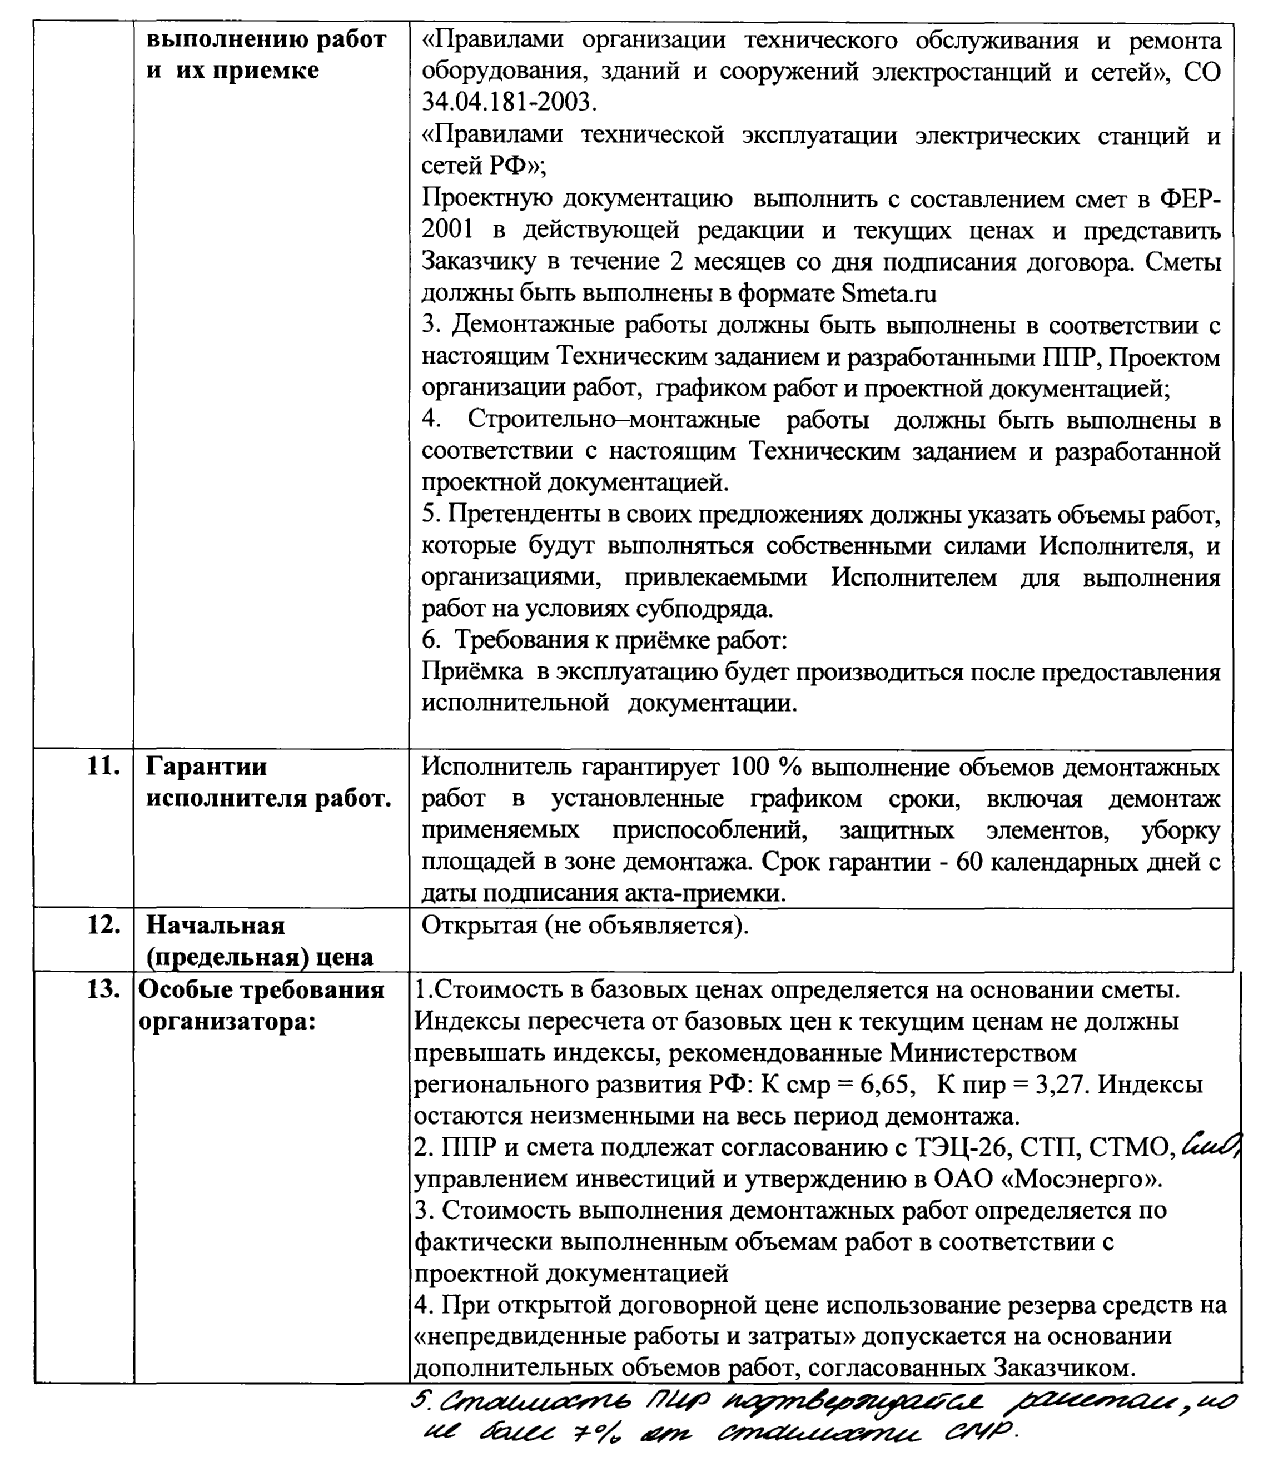 выполнению работ
и их приемке
«Правилами организации технического обслуживания и ремонта
оборудования, зданий и сооружений электростанций и сетей», СО
34.04.181-2003.
«Правилами технической эксплуатации электрических станций и
сетей РФ»;
Проектную документацию выполнить с составлением смет в ФЕР-
2001 в действующей редакции и текущих ценах и представить
Заказчику в течение 2 месяцев со дня подписания договора. Сметы
должны быть выполнены в формате Smeta.ru
3. Демонтажные работы должны быть выполнены в соответствии с
настоящим Техническим заданием и разработанными ППР, Проектом
организации работ, графиком работ и проектной документацией;
4. Строительно–монтажные работы должны быть выполнены в
соответствии с настоящим Техническим заданием и разработанной
проектной документацией.
5. Претенденты в своих предложениях должны указать объемы работ,
которые будут выполняться собственными силами Исполнителя, и
организациями, привлекаемыми Исполнителем для выполнения
работ на условиях субподряда.
6. Требования к приёмке работ:
Приёмка в эксплуатацию будет производиться после предоставления
исполнительной документации.
11. Гарантии
исполнителя работ.
Исполнитель гарантирует 100 % выполнение объемов демонтажных
работ в установленные графиком сроки, включая демонтаж
применяемых приспособлений, защитных элементов, уборку
площадей в зоне демонтажа. Срок гарантии - 60 календарных дней с
даты подписания акта-приемки.
12. Начальная
(предельная) цена
Открытая (не объявляется).
13. Особые требования
организатора:
1.Стоимость в базовых ценах определяется на основании сметы.
Индексы пересчета от базовых цен к текущим ценам не должны
превышать индексы, рекомендованные Министерством
регионального развития РФ: К смр = 6,65, К пир = 3,27. Индексы
остаются неизменными на весь период демонтажа.
2. ППР и смета подлежат согласованию с ТЭЦ-26, СТП, СТМО,
управлением инвестиций и утверждению в ОАО «Мосэнерго».
3. Стоимость выполнения демонтажных работ определяется по
фактически выполненным объемам работ в соответствии с
проектной документацией
4. При открытой договорной цене использование резерва средств на
«непредвиденные работы и затраты» допускается на основании
дополнительных объемов работ, согласованных Заказчиком.
5. Стоимость ПИР подтверждается расчетам, но
не более 7% от стоимости СМР.